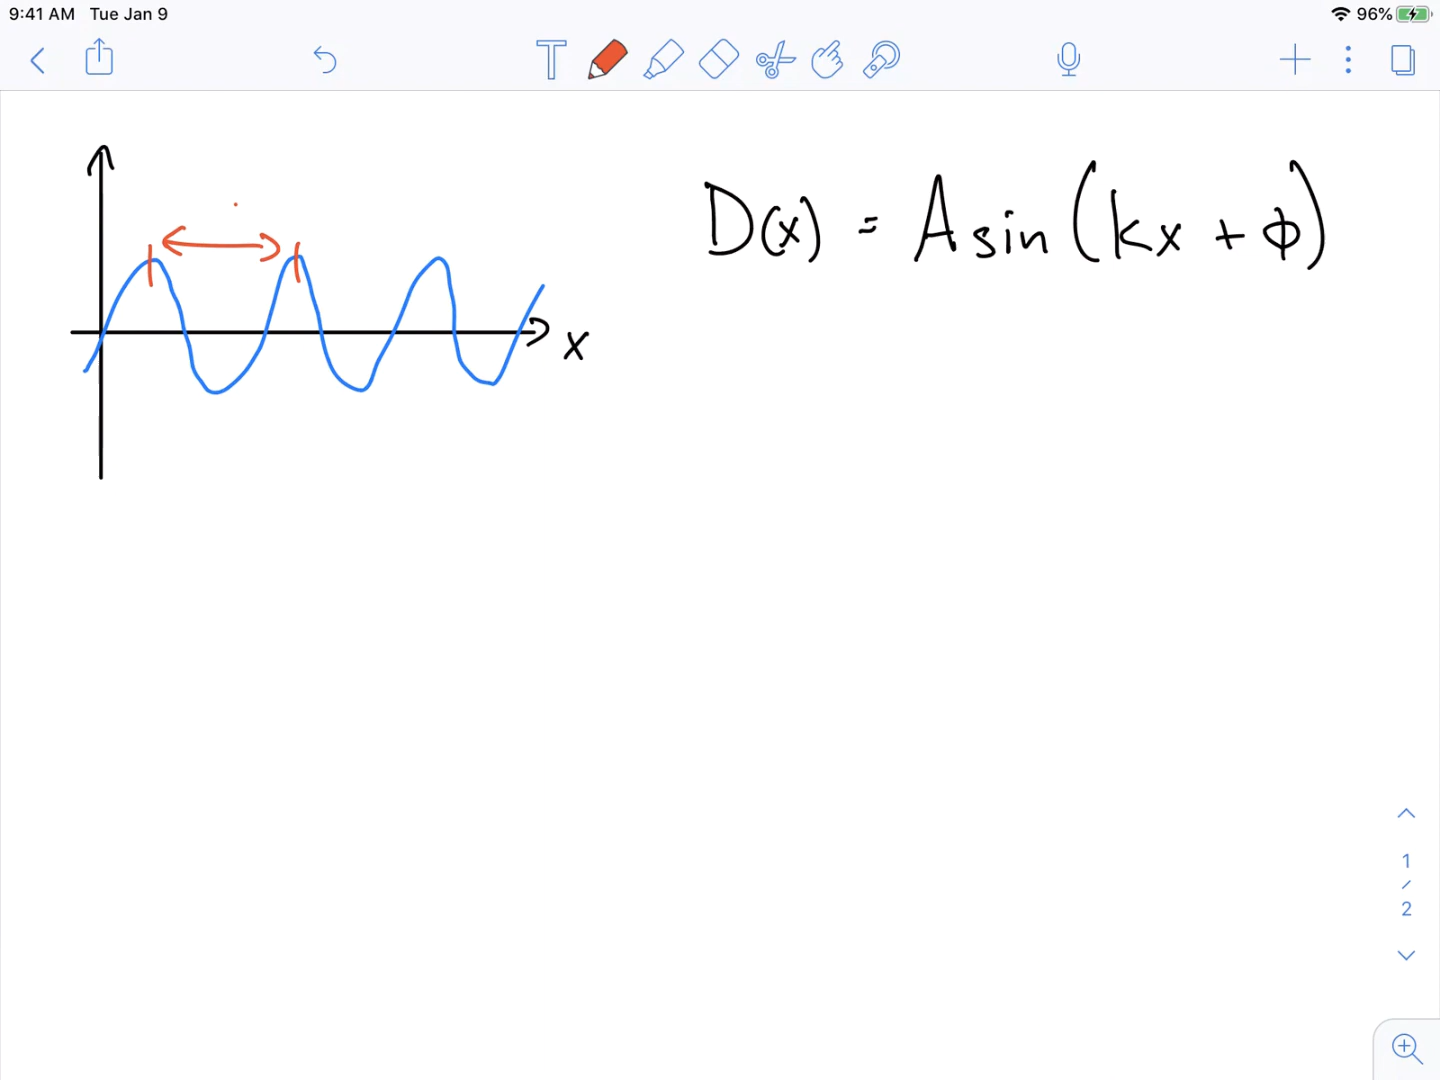 9:41 AM Tue Jan 9
96%
T
D(x) = A sin(kx + ϕ)
x
1
/
2